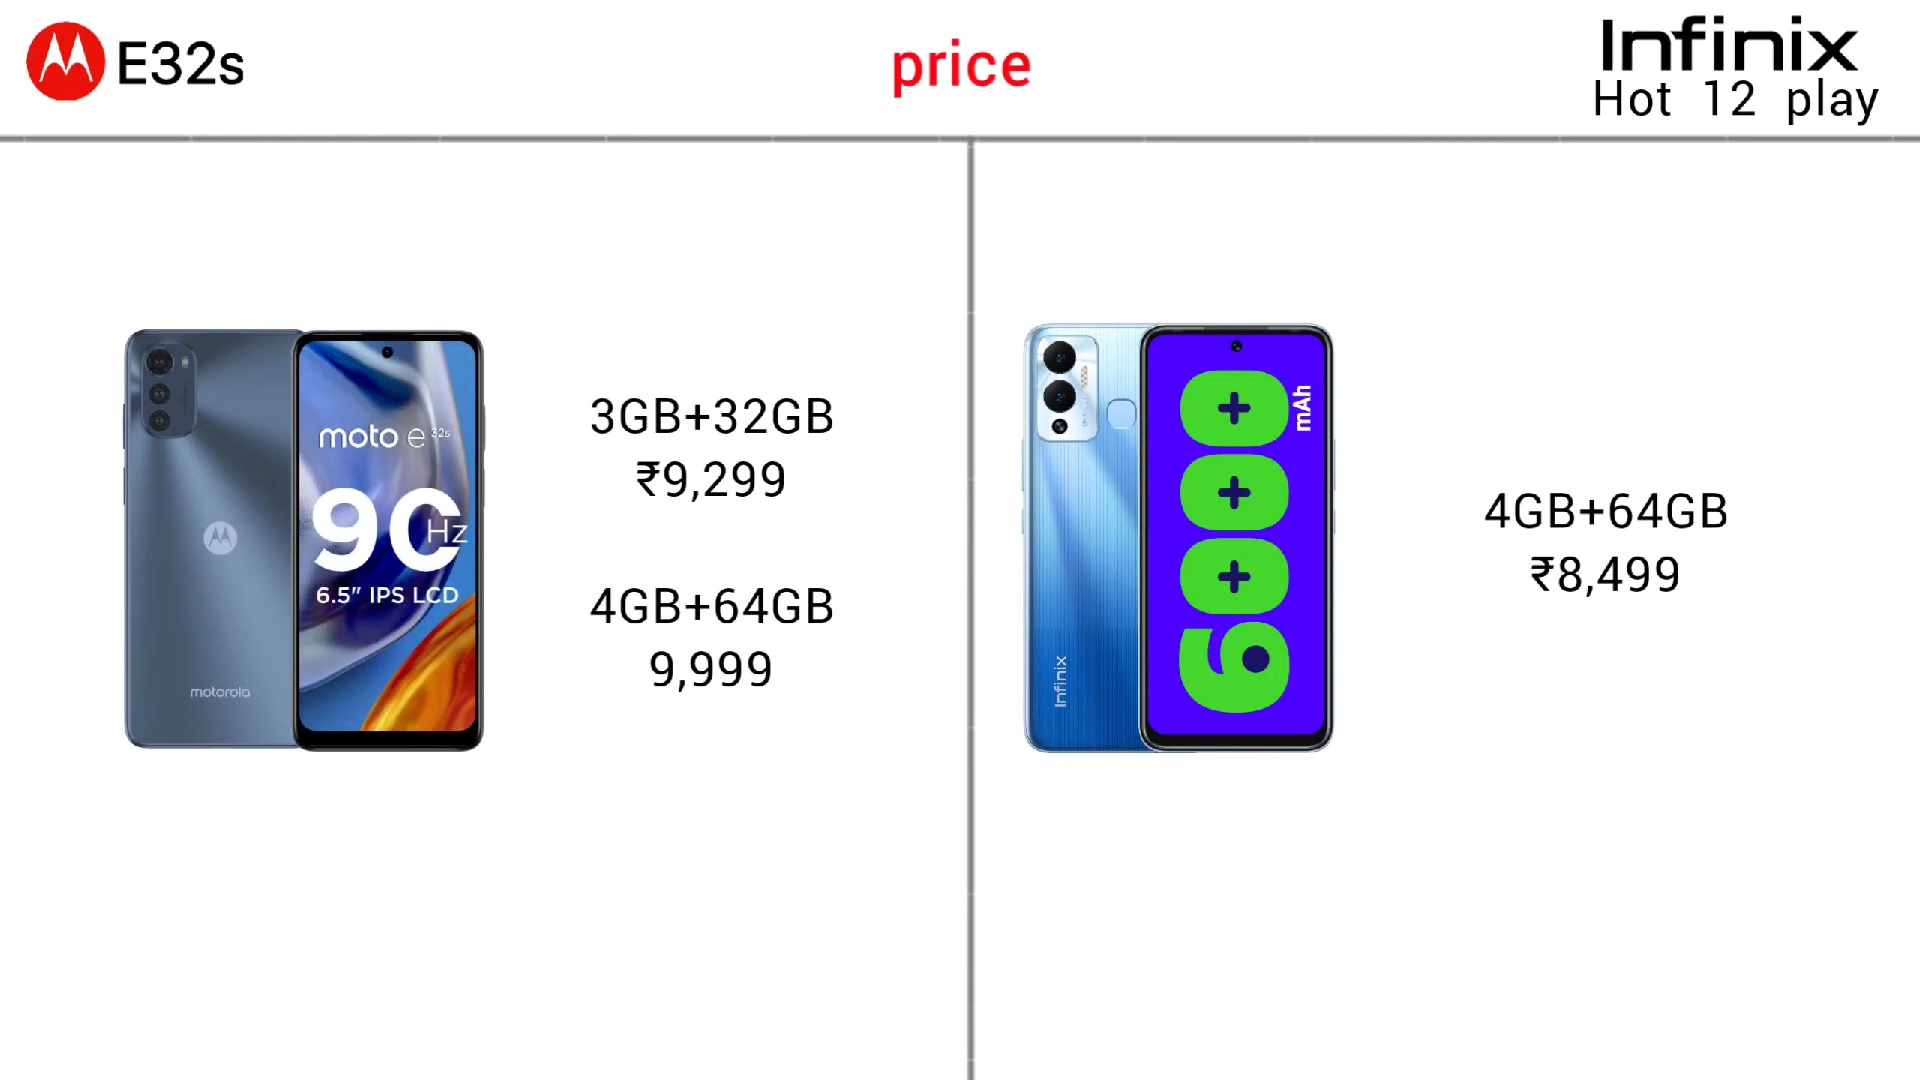 E32s
price
Infinix
Hot 12 play
moto e 32s
90Hz
6.5" IPS LCD
motorola
3GB+32GB
₹9,299
4GB+64GB
9,999
6000
mAh
Infinix
4GB+64GB
₹8,499